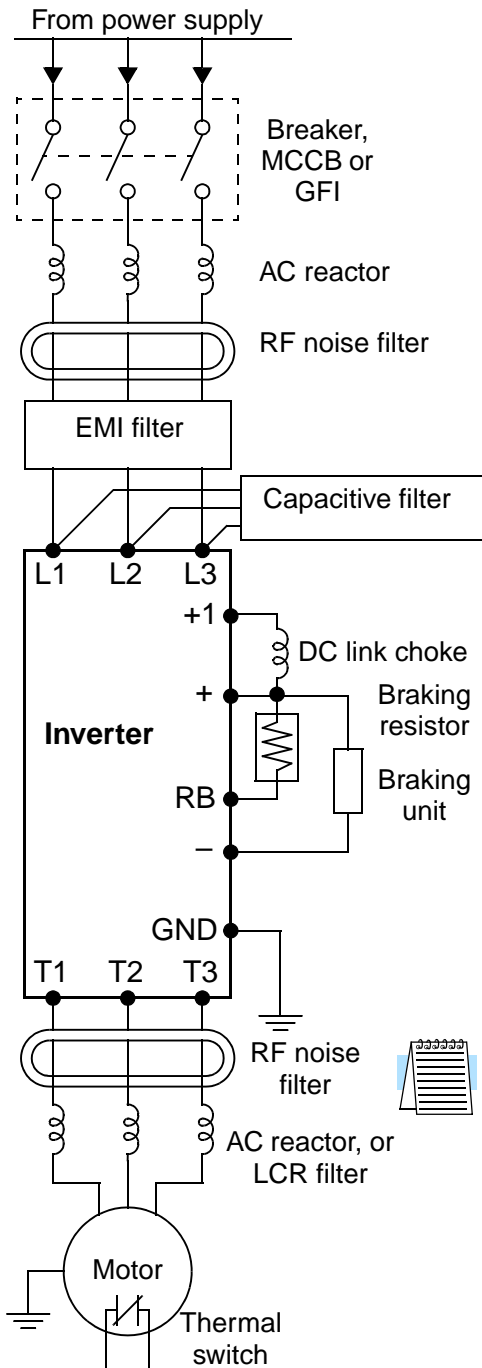 From power supply
Breaker,
MCCB or
GFI
AC reactor
RF noise filter
EMI filter
Capacitive filter
L1 L2 L3
+1
DC link choke
+
Braking
resistor
Inverter
RB
Braking
unit
–
GND
T1 T2 T3
RF noise
filter
AC reactor, or
LCR filter
Motor
Thermal
switch